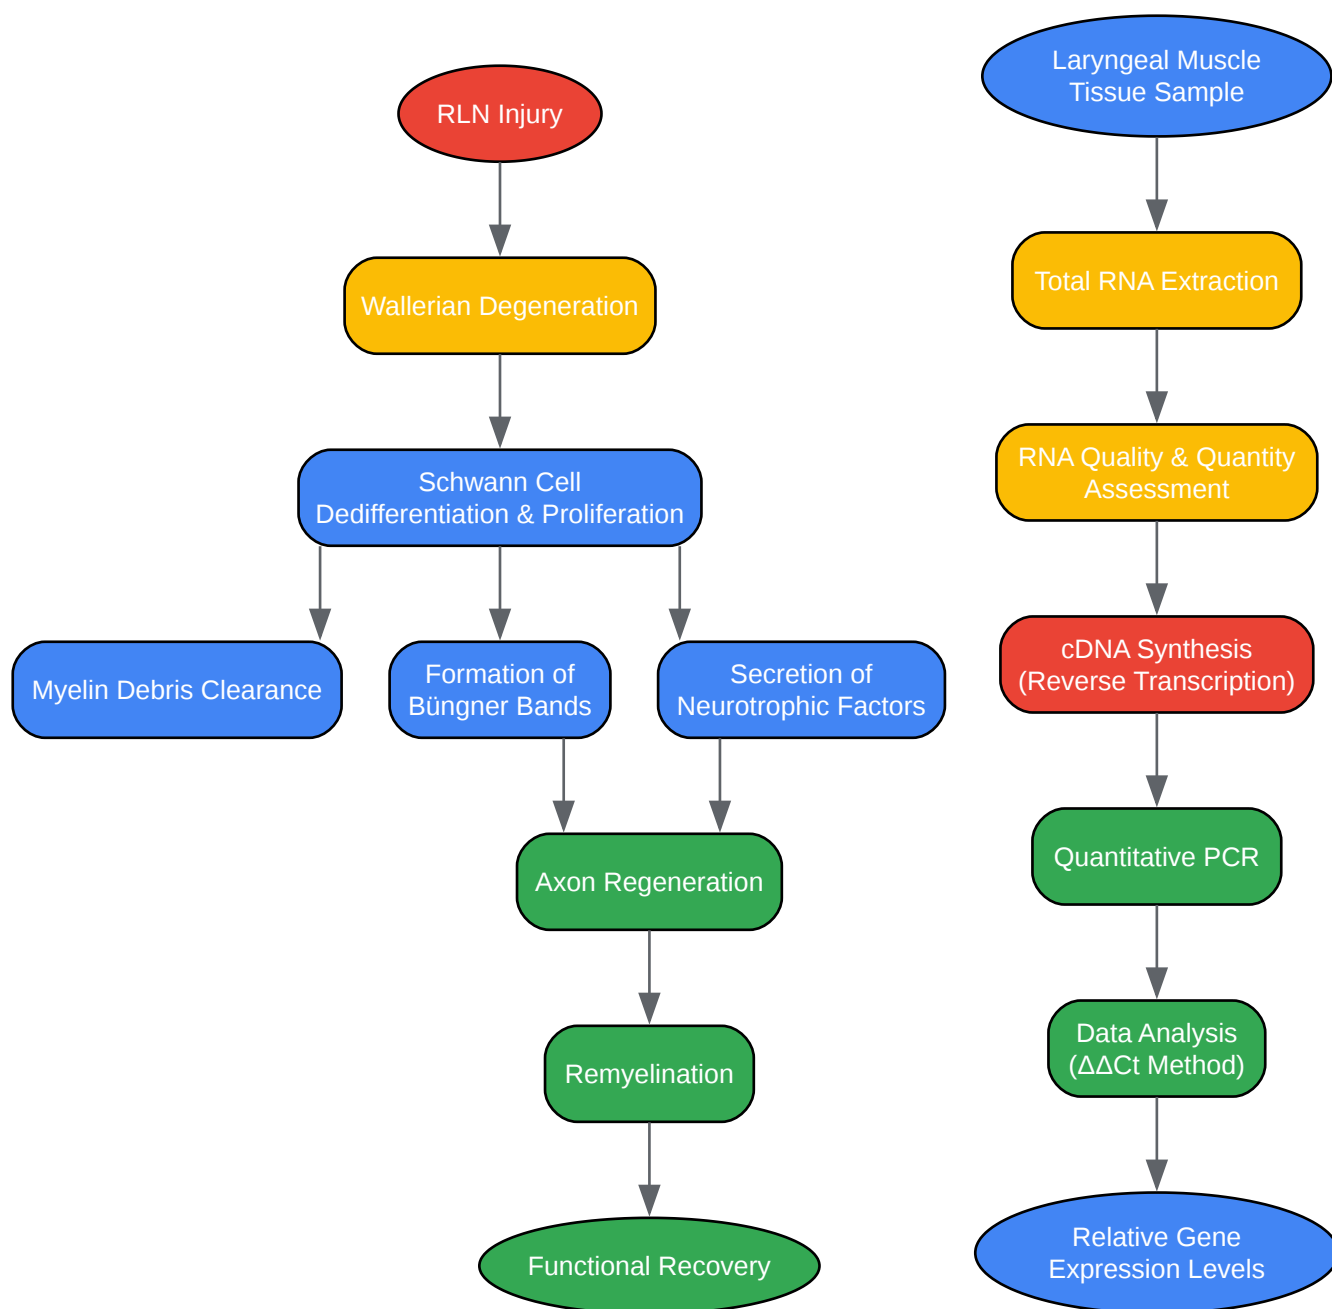 RLN Injury
Wallerian Degeneration
Schwann Cell
Dedifferentiation & Proliferation
Myelin Debris Clearance
Formation of
Büngner Bands
Secretion of
Neurotrophic Factors
Axon Regeneration
Remyelination
Functional Recovery
Laryngeal Muscle
Tissue Sample
Total RNA Extraction
RNA Quality & Quantity
Assessment
cDNA Synthesis
(Reverse Transcription)
Quantitative PCR
Data Analysis
(ΔΔCt Method)
Relative Gene
Expression Levels